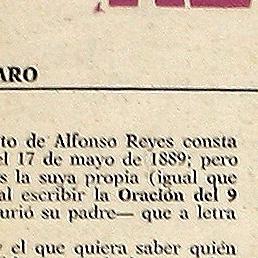 ARO
to de Alfonso Reyes consta
el 17 de mayo de 1889; pero
s la suya propia (igual que
al escribir la Oración del 9
urió su padre— que a letra
el que quiera saber quién